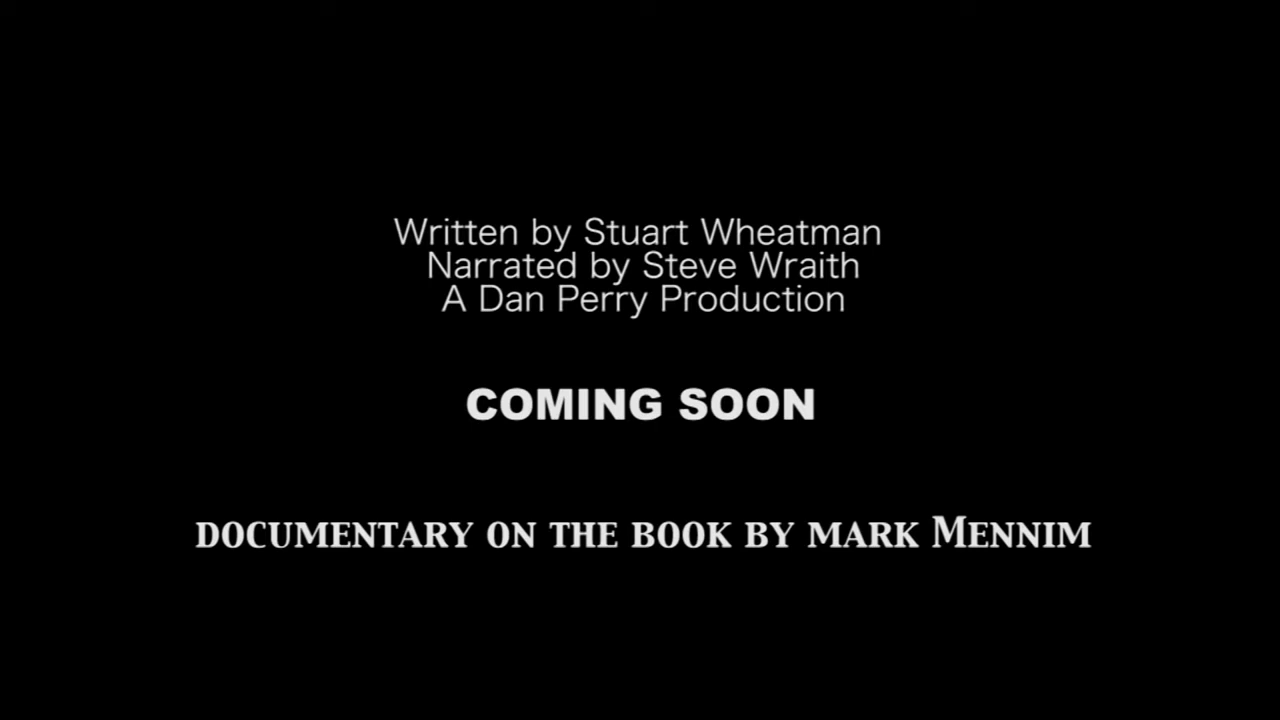 Written by Stuart Wheatman
Narrated by Steve Wraith
A Dan Perry Production
COMING SOON
DOCUMENTARY ON THE BOOK BY MARK MENNIM